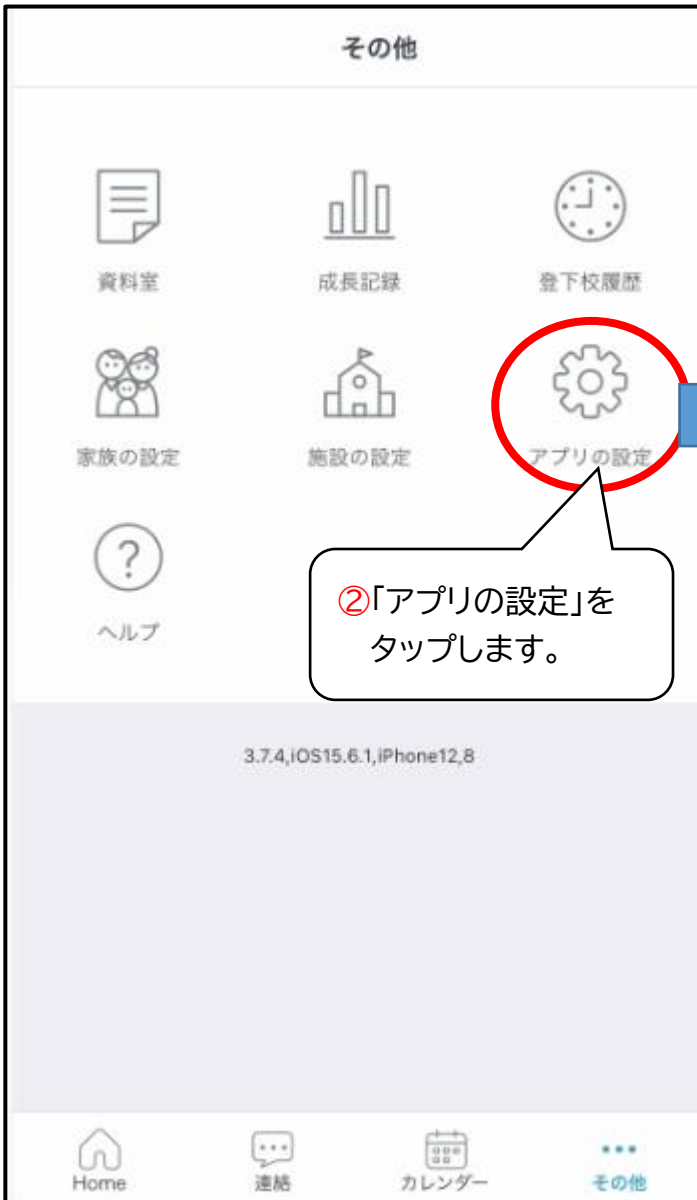 その他
資料室
成長記録
登下校履歴
家族の設定
施設の設定
アプリの設定
ヘルプ
②「アプリの設定」を
タップします。
3.7.4,iOS15.6.1,iPhone12,8
Home
連絡
カレンダー
その他